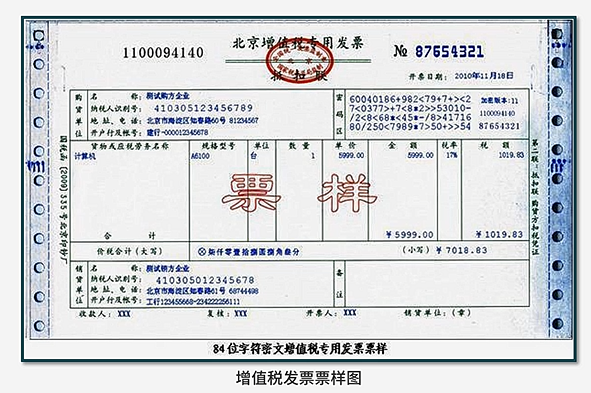 北京增值税专用发票
1100094140
№ 87654321
抵扣联
开票日期：2010年11月18日
购货单位
名称：测试购方企业
纳税人识别号：410305123456789
地址、电话：北京市海淀区知春路60号 81234567
开户行及帐号：建行-000012345678
密码区
60040186+982<79+7+><2
7<0377>+7<8*2>>53010-
/2<8<68*<45*-/8>41716
80/250<7989*7>50+>>54
加密版本：11
1100094140
87654321
货物或应税劳务名称 规格型号 单位 数量 单价 金额 税率 税额
计算机 A6100 台 1 5999.00 5999.00 17% 1019.83
票样
合计 ￥5999.00 ￥1019.83
价税合计（大写） ⊗柒仟零壹拾捌圆捌角叁分 （小写）￥7018.83
销货单位
名称：测试销方企业
纳税人识别号：410305012345678
地址、电话：北京市海淀区知春路61号 68744498
开户行及帐号：工行123455668-234222256111
备注
收款人：XXX 复核：XXX 开票人：XXX 销货单位：（章）
国税函〔2009〕335号北京印钞厂
第二联：抵扣联 购货方扣税凭证
84位字符密文增值税专用发票票样
增值税发票票样图